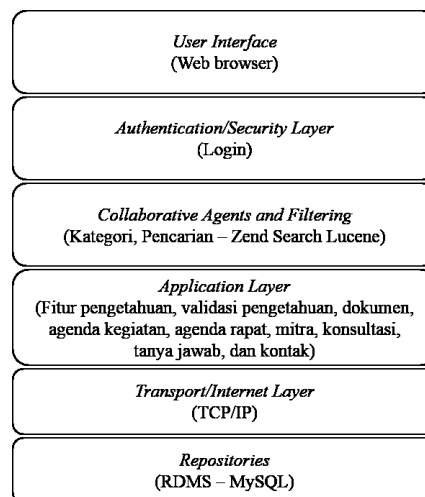 User Interface
(Web browser)
Authentication/Security Layer
(Login)
Collaborative Agents and Filtering
(Kategori, Pencarian – Zend Search Lucene)
Application Layer
(Fitur pengetahuan, validasi pengetahuan, dokumen,
agenda kegiatan, agenda rapat, mitra, konsultasi,
tanya jawab, dan kontak)
Transport/Internet Layer
(TCP/IP)
Repositories
(RDMS – MySQL)